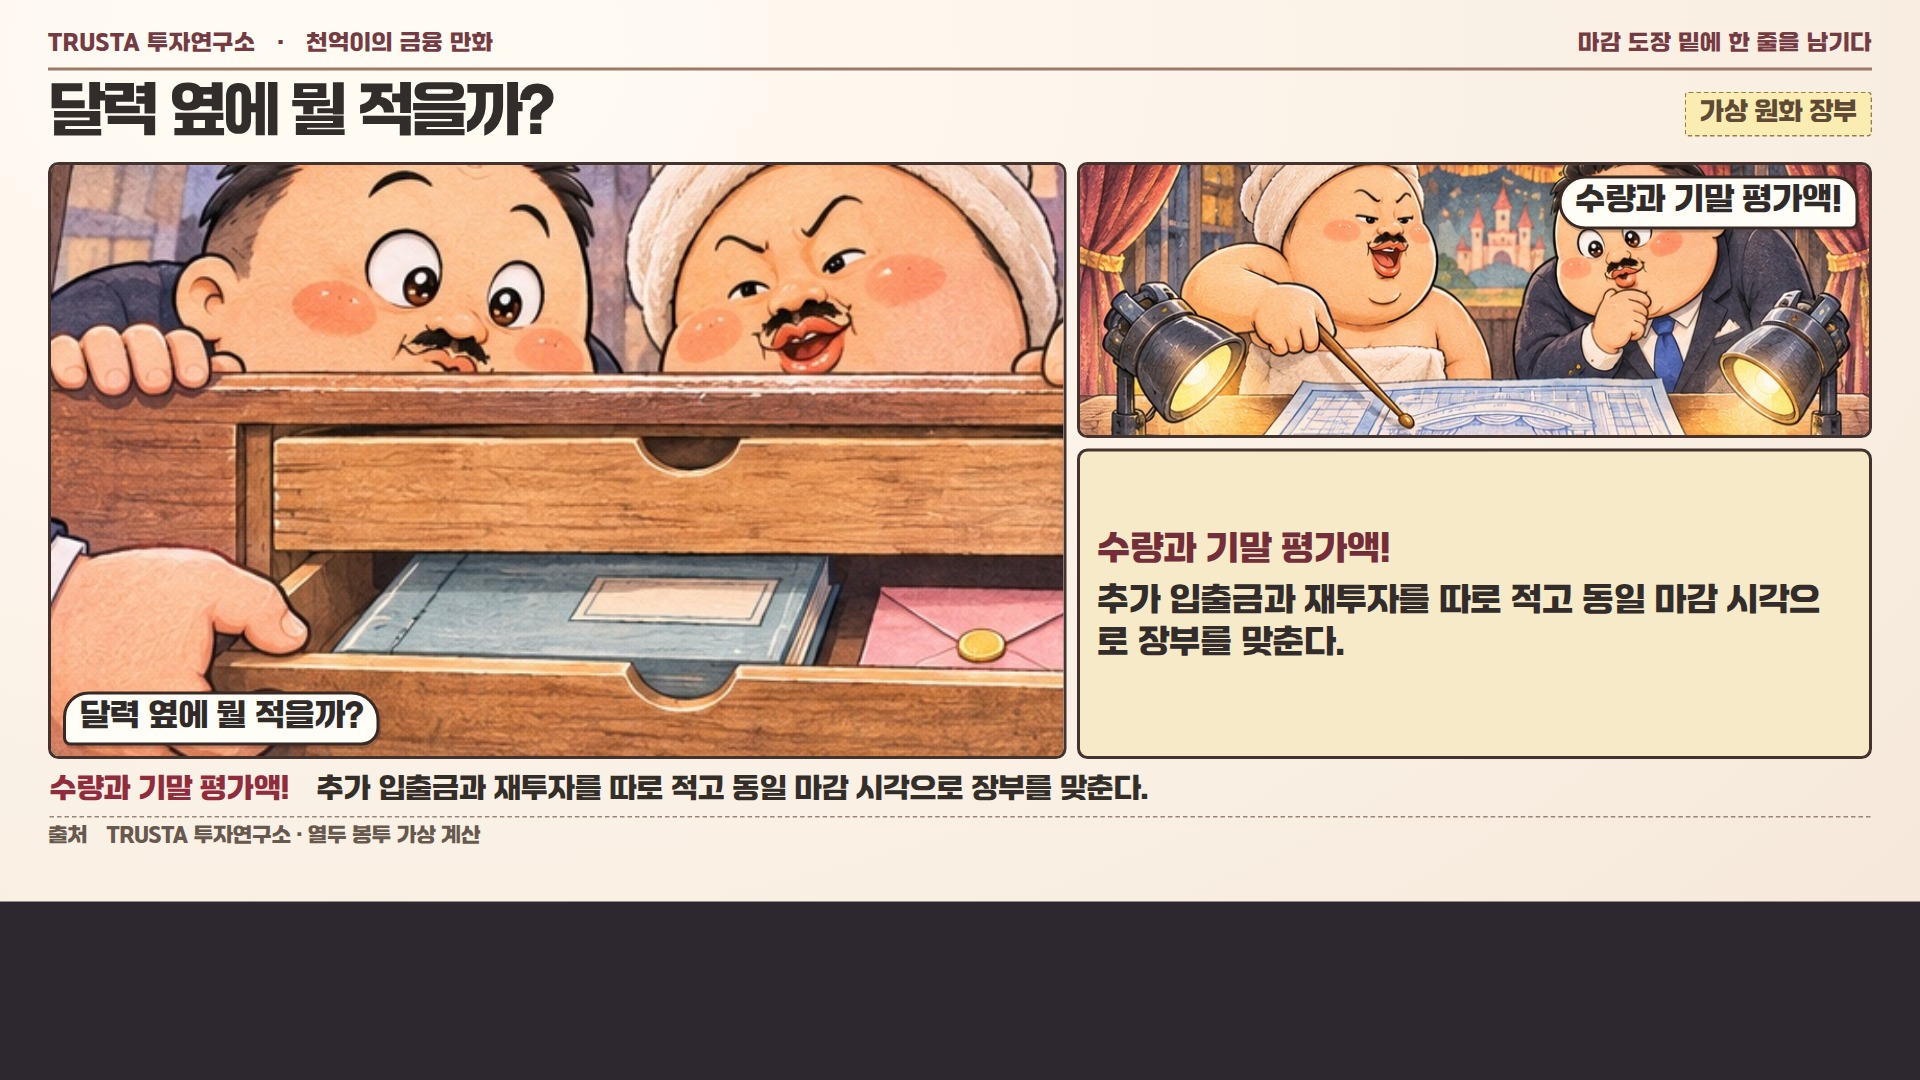 TRUSTA 투자연구소 · 천억이의 금융 만화
마감 도장 밑에 한 줄을 남기다
달력 옆에 뭘 적을까?
가상 원화 장부
달력 옆에 뭘 적을까?
수량과 기말 평가액!
수량과 기말 평가액!
추가 입출금과 재투자를 따로 적고 동일 마감 시각으
로 장부를 맞춘다.
수량과 기말 평가액! 추가 입출금과 재투자를 따로 적고 동일 마감 시각으로 장부를 맞춘다.
출처 TRUSTA 투자연구소 · 열두 봉투 가상 계산